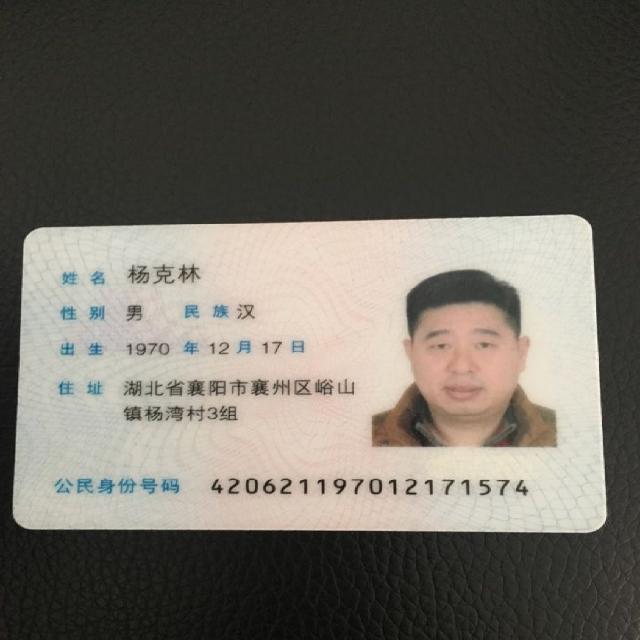 姓名 杨克林
性别 男 民族 汉
出生 1970 年 12 月 17 日
住址 湖北省襄阳市襄州区峪山
镇杨湾村3组
公民身份号码 420621197012171574